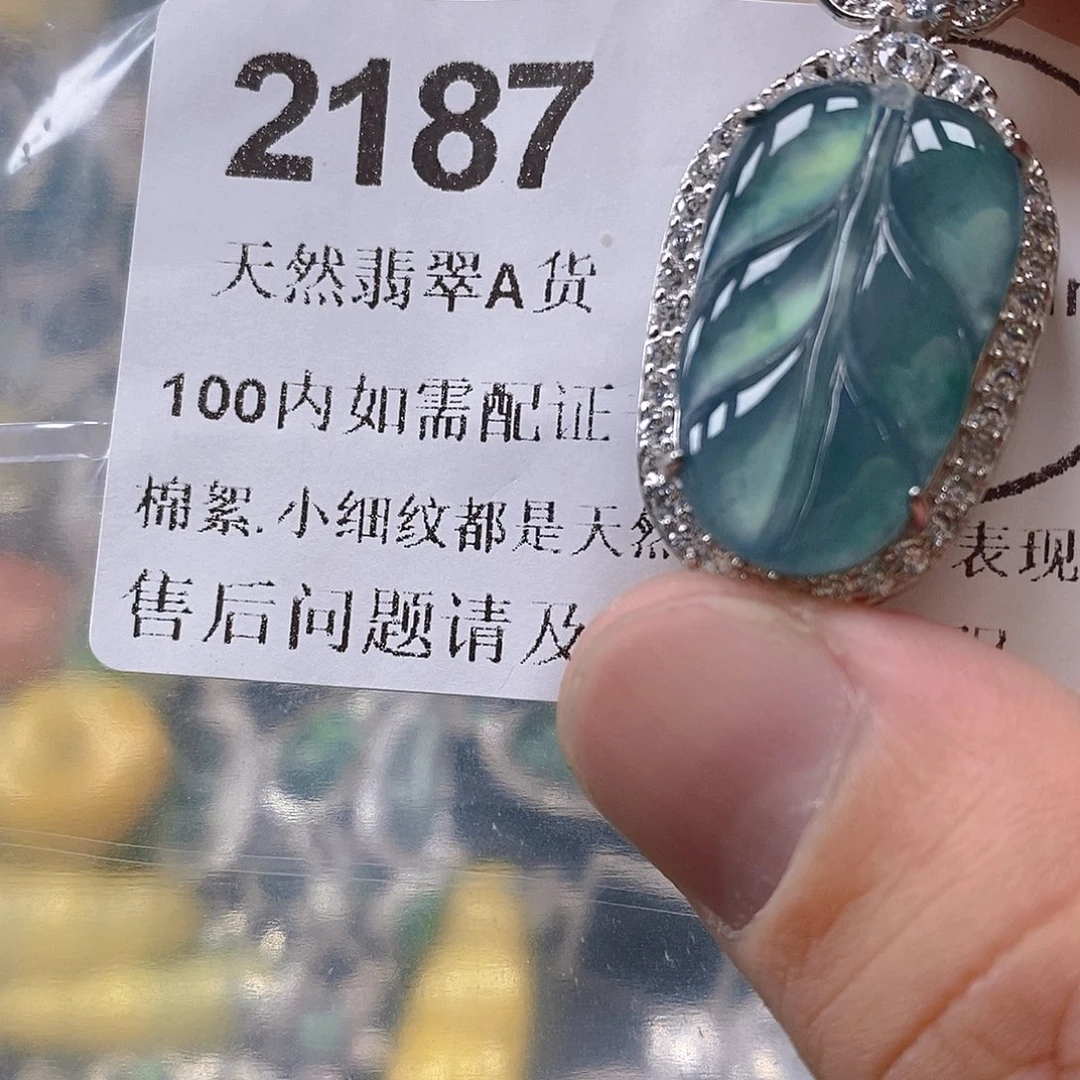 2187
天然翡翠A货
100内如需配证
棉絮.小细纹都是天然 表现
售后问题请及